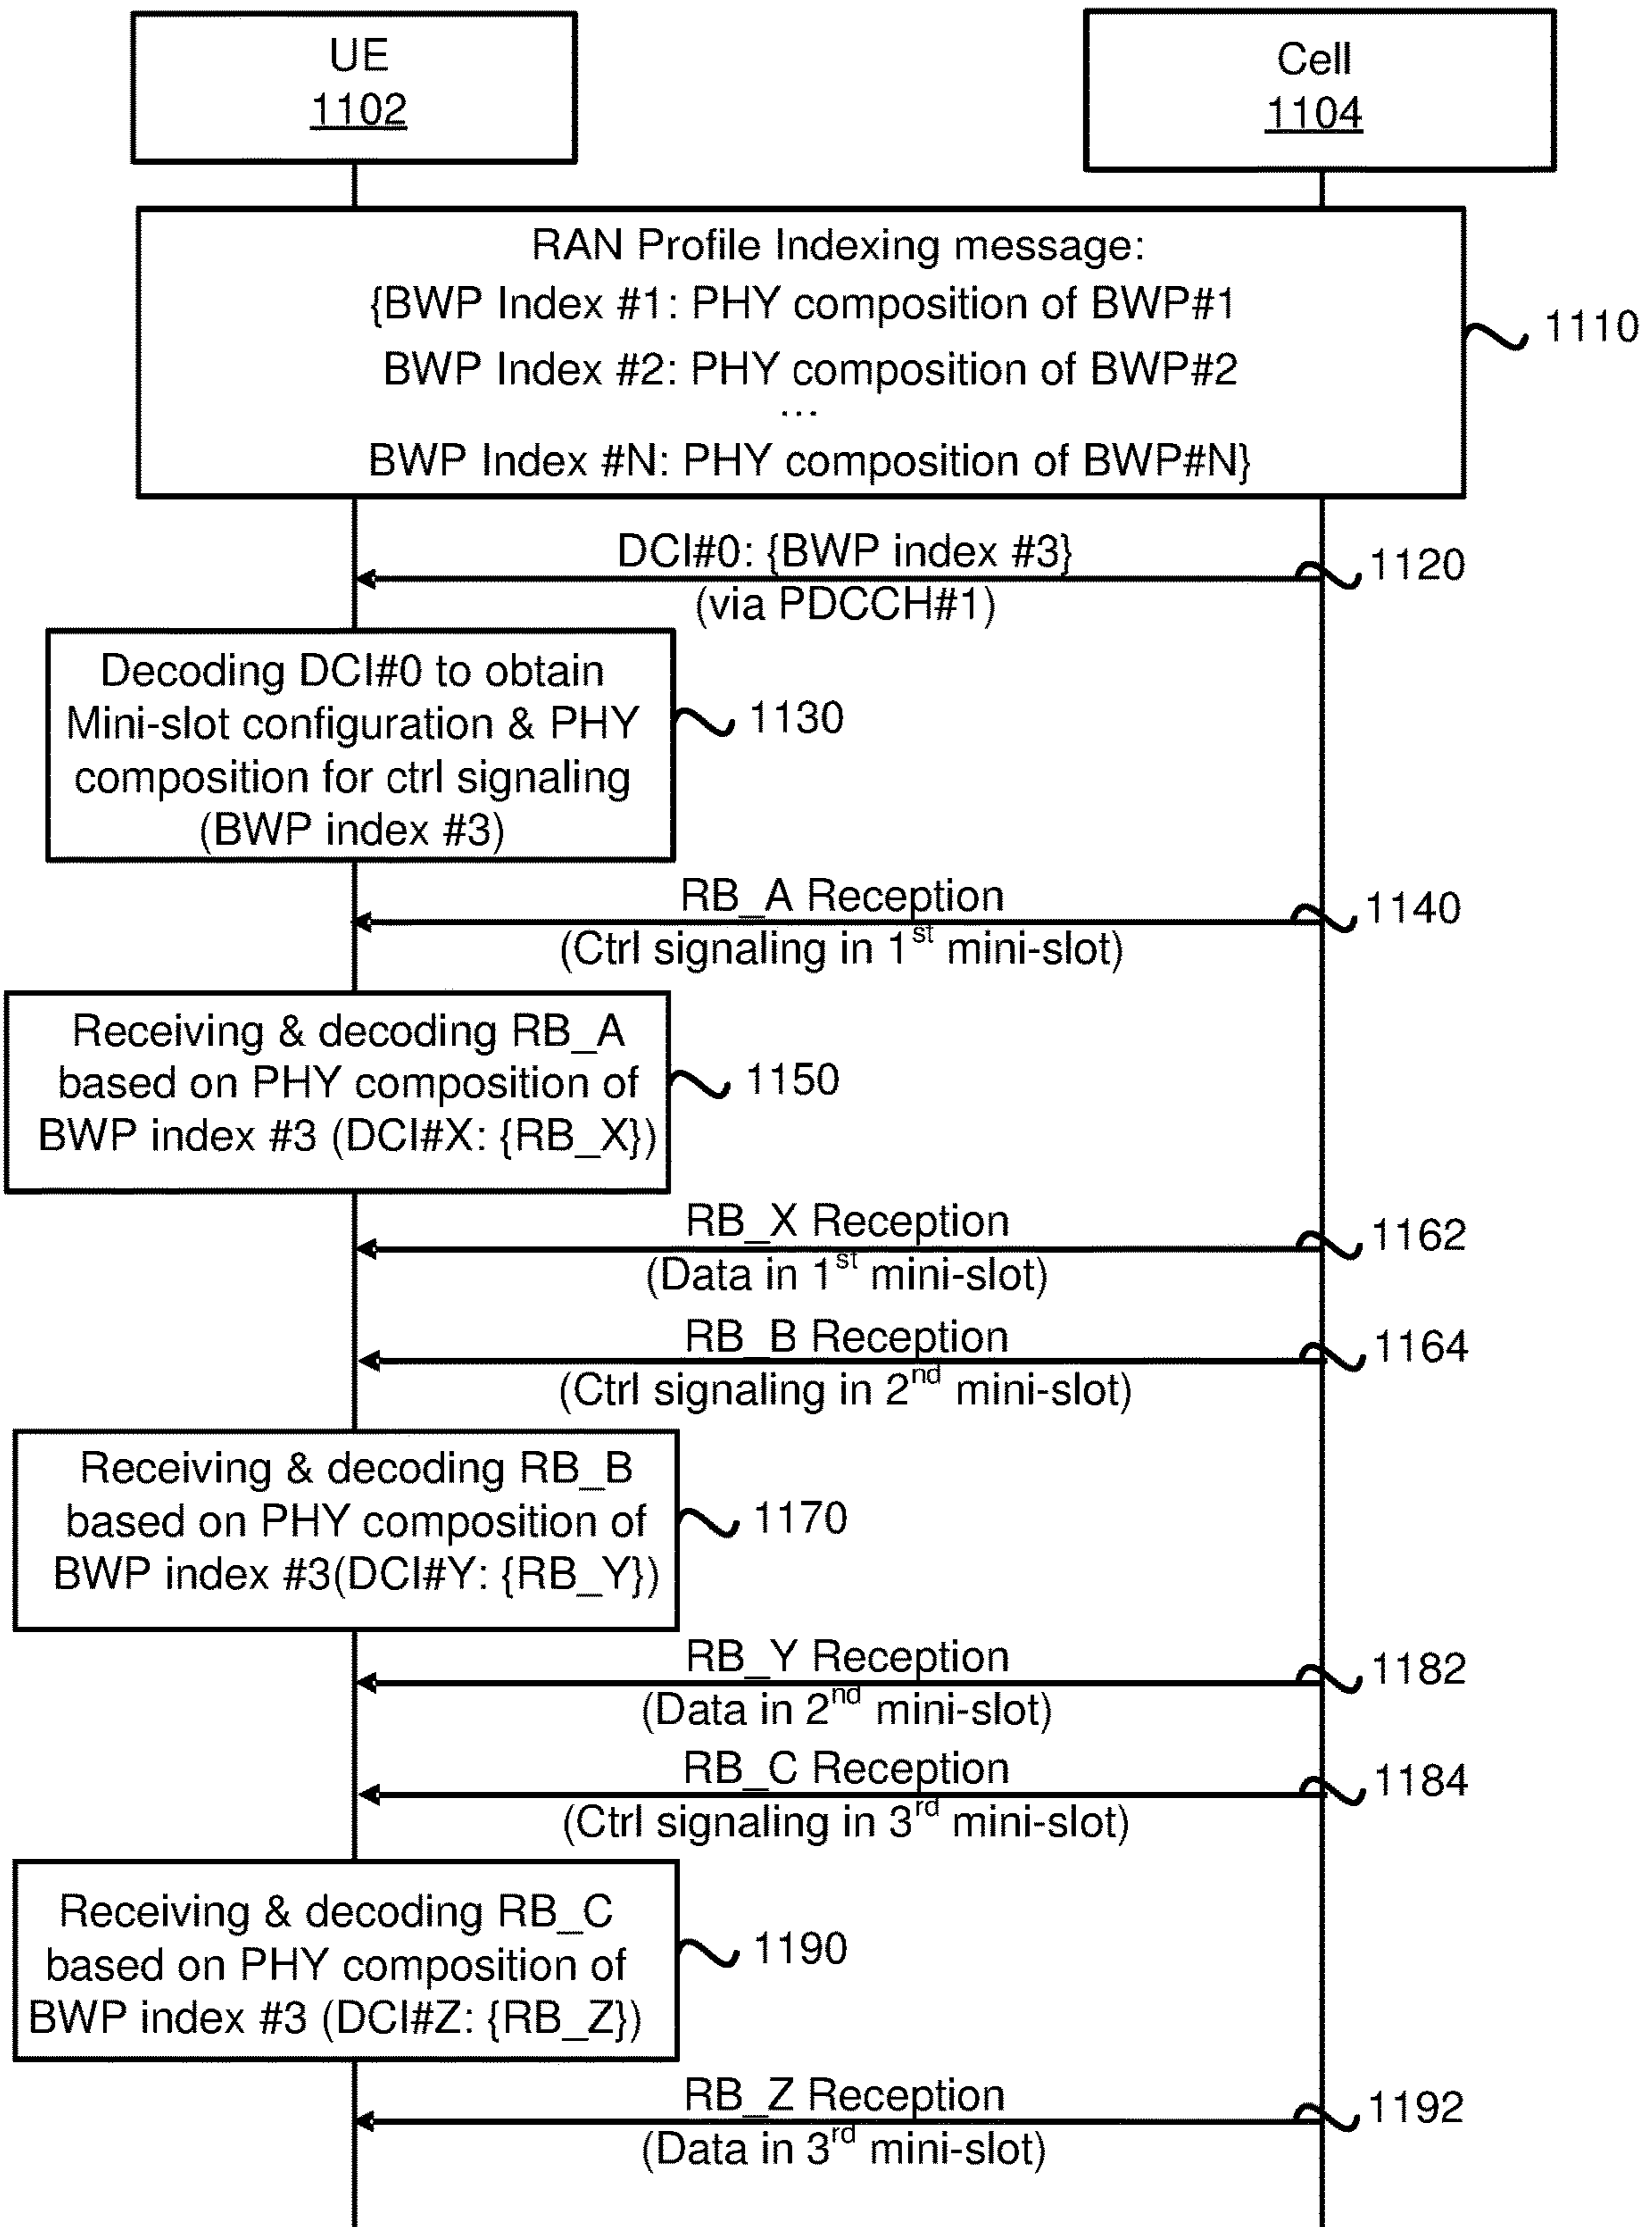 UE
1102
Cell
1104
RAN Profile Indexing message:
{BWP Index #1: PHY composition of BWP#1
BWP Index #2: PHY composition of BWP#2
...
BWP Index #N: PHY composition of BWP#N}
1110
DCI#0: {BWP index #3}
(via PDCCH#1)
1120
Decoding DCI#0 to obtain
Mini-slot configuration & PHY
composition for ctrl signaling
(BWP index #3)
1130
RB_A Reception
(Ctrl signaling in 1st mini-slot)
1140
Receiving & decoding RB_A
based on PHY composition of
BWP index #3 (DCI#X: {RB_X})
1150
RB_X Reception
(Data in 1st mini-slot)
1162
RB_B Reception
(Ctrl signaling in 2nd mini-slot)
1164
Receiving & decoding RB_B
based on PHY composition of
BWP index #3(DCI#Y: {RB_Y})
1170
RB_Y Reception
(Data in 2nd mini-slot)
1182
RB_C Reception
(Ctrl signaling in 3rd mini-slot)
1184
Receiving & decoding RB_C
based on PHY composition of
BWP index #3 (DCI#Z: {RB_Z})
1190
RB_Z Reception
(Data in 3rd mini-slot)
1192